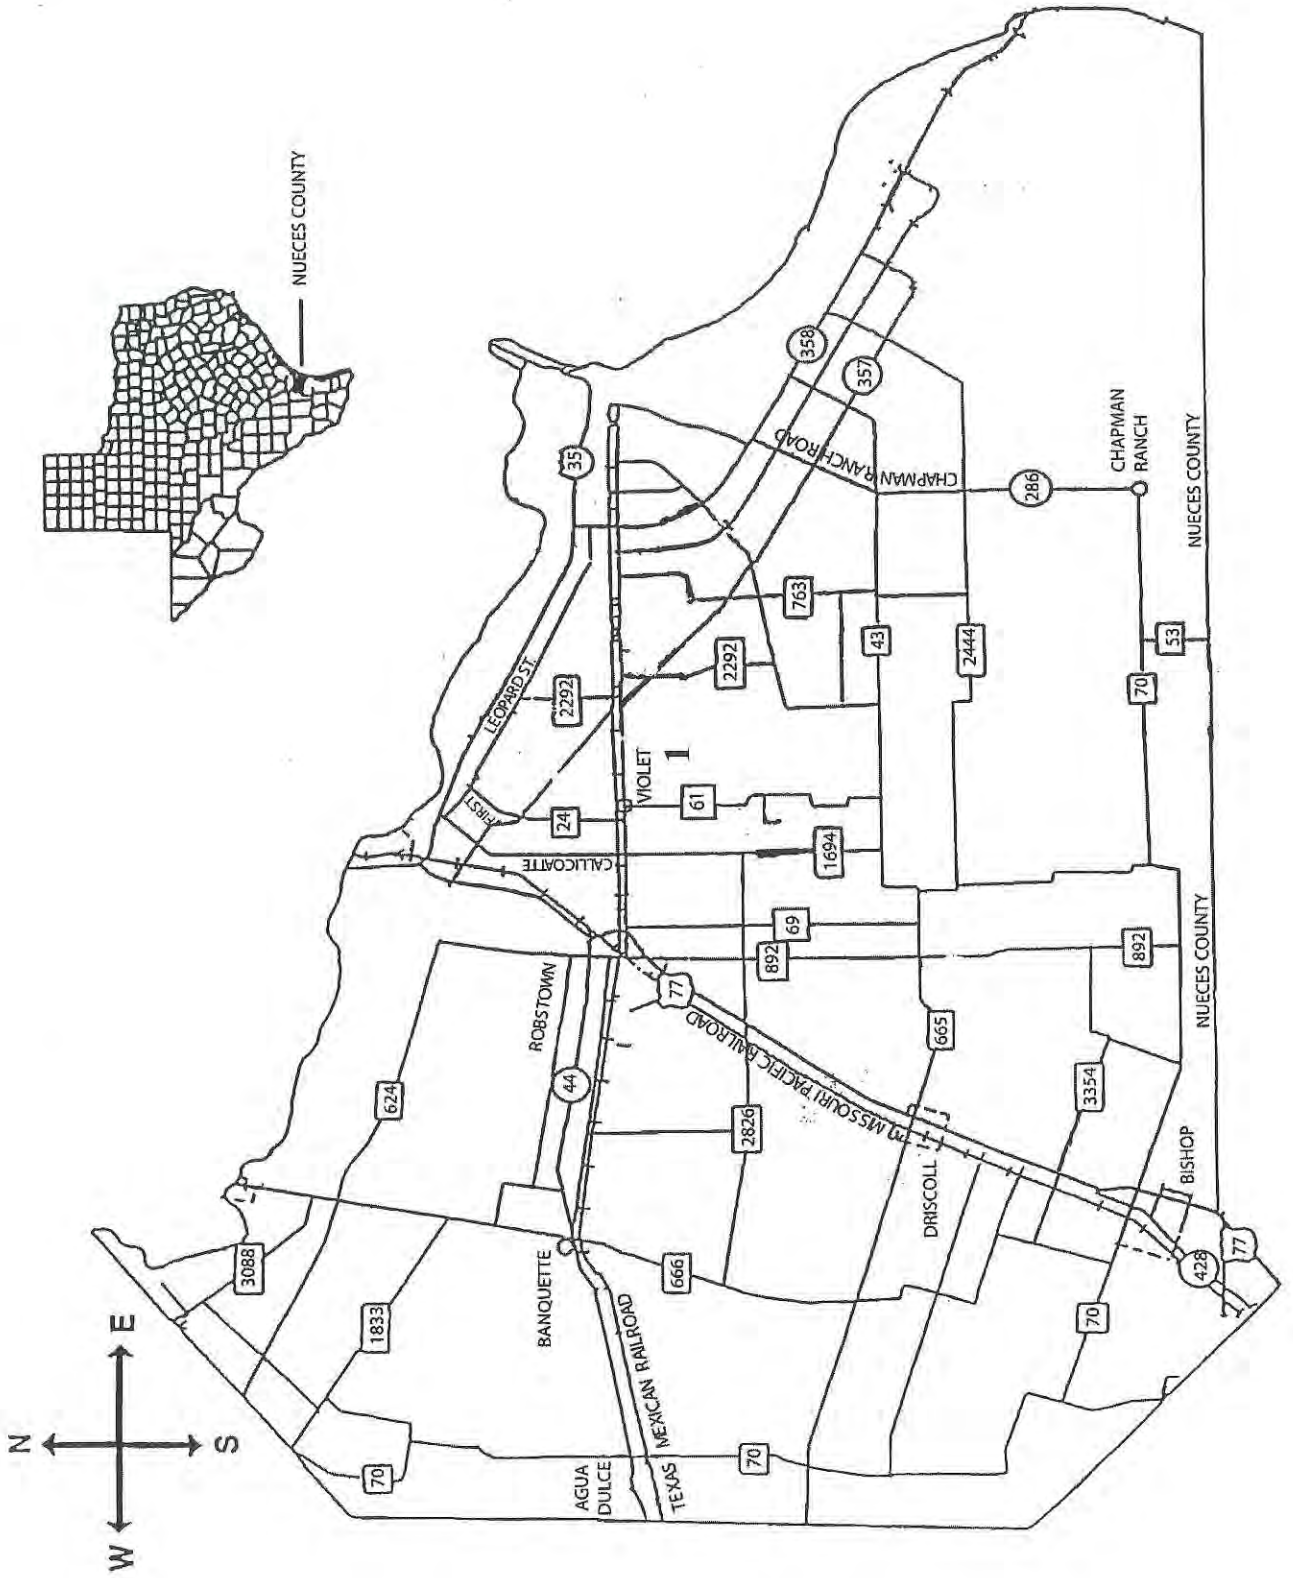 N
W
E
S
NUECES COUNTY
3088
624
1833
70
44
ROBSTOWN
BANQUETTE
AGUA
DULCE
TEXAS MEXICAN RAILROAD
666
2826
70
MISSOURI PACIFIC RAILROAD
77
892
69
CALLICOATTE
1694
24
FIRST
LEOPARD ST.
2292
VIOLET
1
61
2292
763
35
358
357
CHAPMAN RANCH ROAD
43
2444
286
CHAPMAN
RANCH
70
53
NUECES COUNTY
665
DRISCOLL
3354
892
NUECES COUNTY
BISHOP
70
428
77